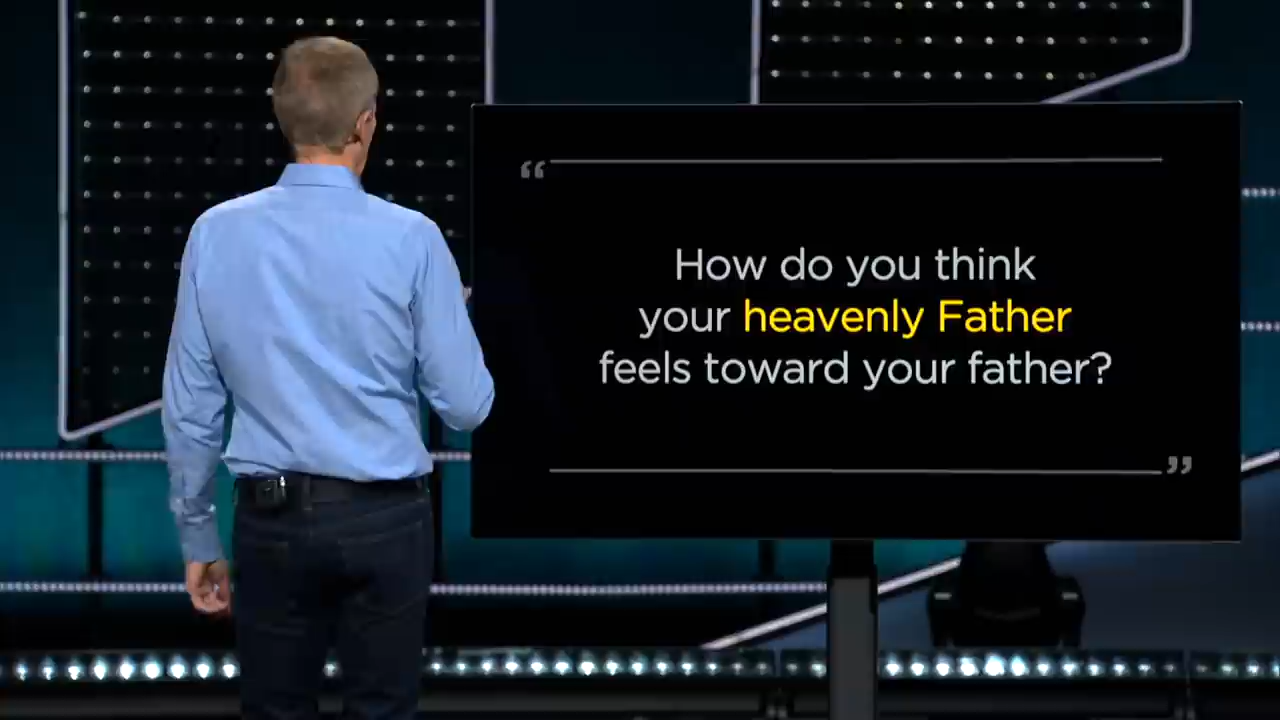 “
How do you think
your heavenly Father
feels toward your father?
”